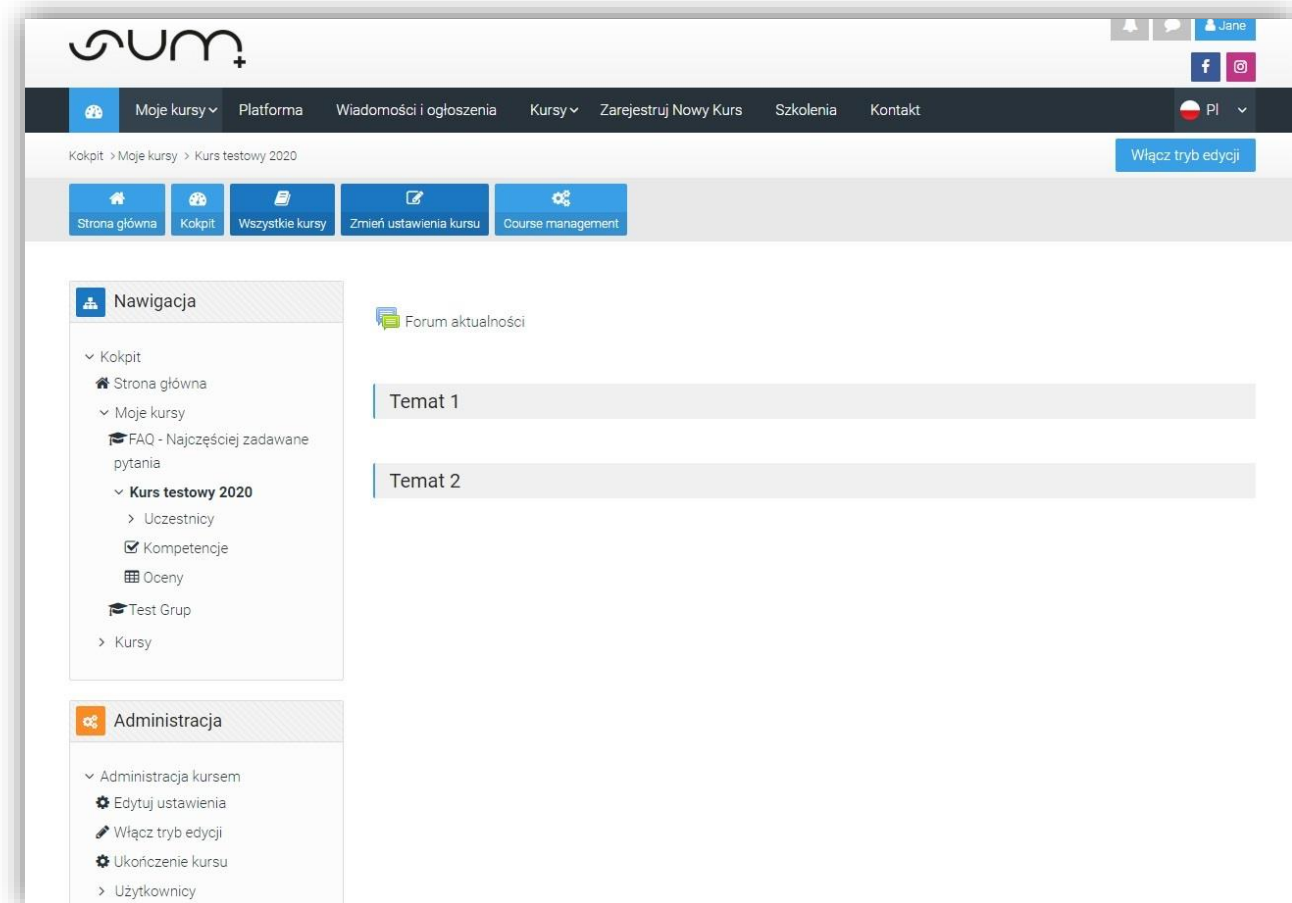 sum+
Jane
Moje kursy Platforma Wiadomości i ogłoszenia Kursy Zarejestruj Nowy Kurs Szkolenia Kontakt Pl
Kokpit > Moje kursy > Kurs testowy 2020
Włącz tryb edycji
Strona główna Kokpit Wszystkie kursy Zmień ustawienia kursu Course management
Nawigacja
Kokpit
Strona główna
Moje kursy
FAQ - Najczęściej zadawane
pytania
Kurs testowy 2020
Uczestnicy
Kompetencje
Oceny
Test Grup
Kursy
Forum aktualności
Temat 1
Temat 2
Administracja
Administracja kursem
Edytuj ustawienia
Włącz tryb edycji
Ukończenie kursu
Użytkownicy